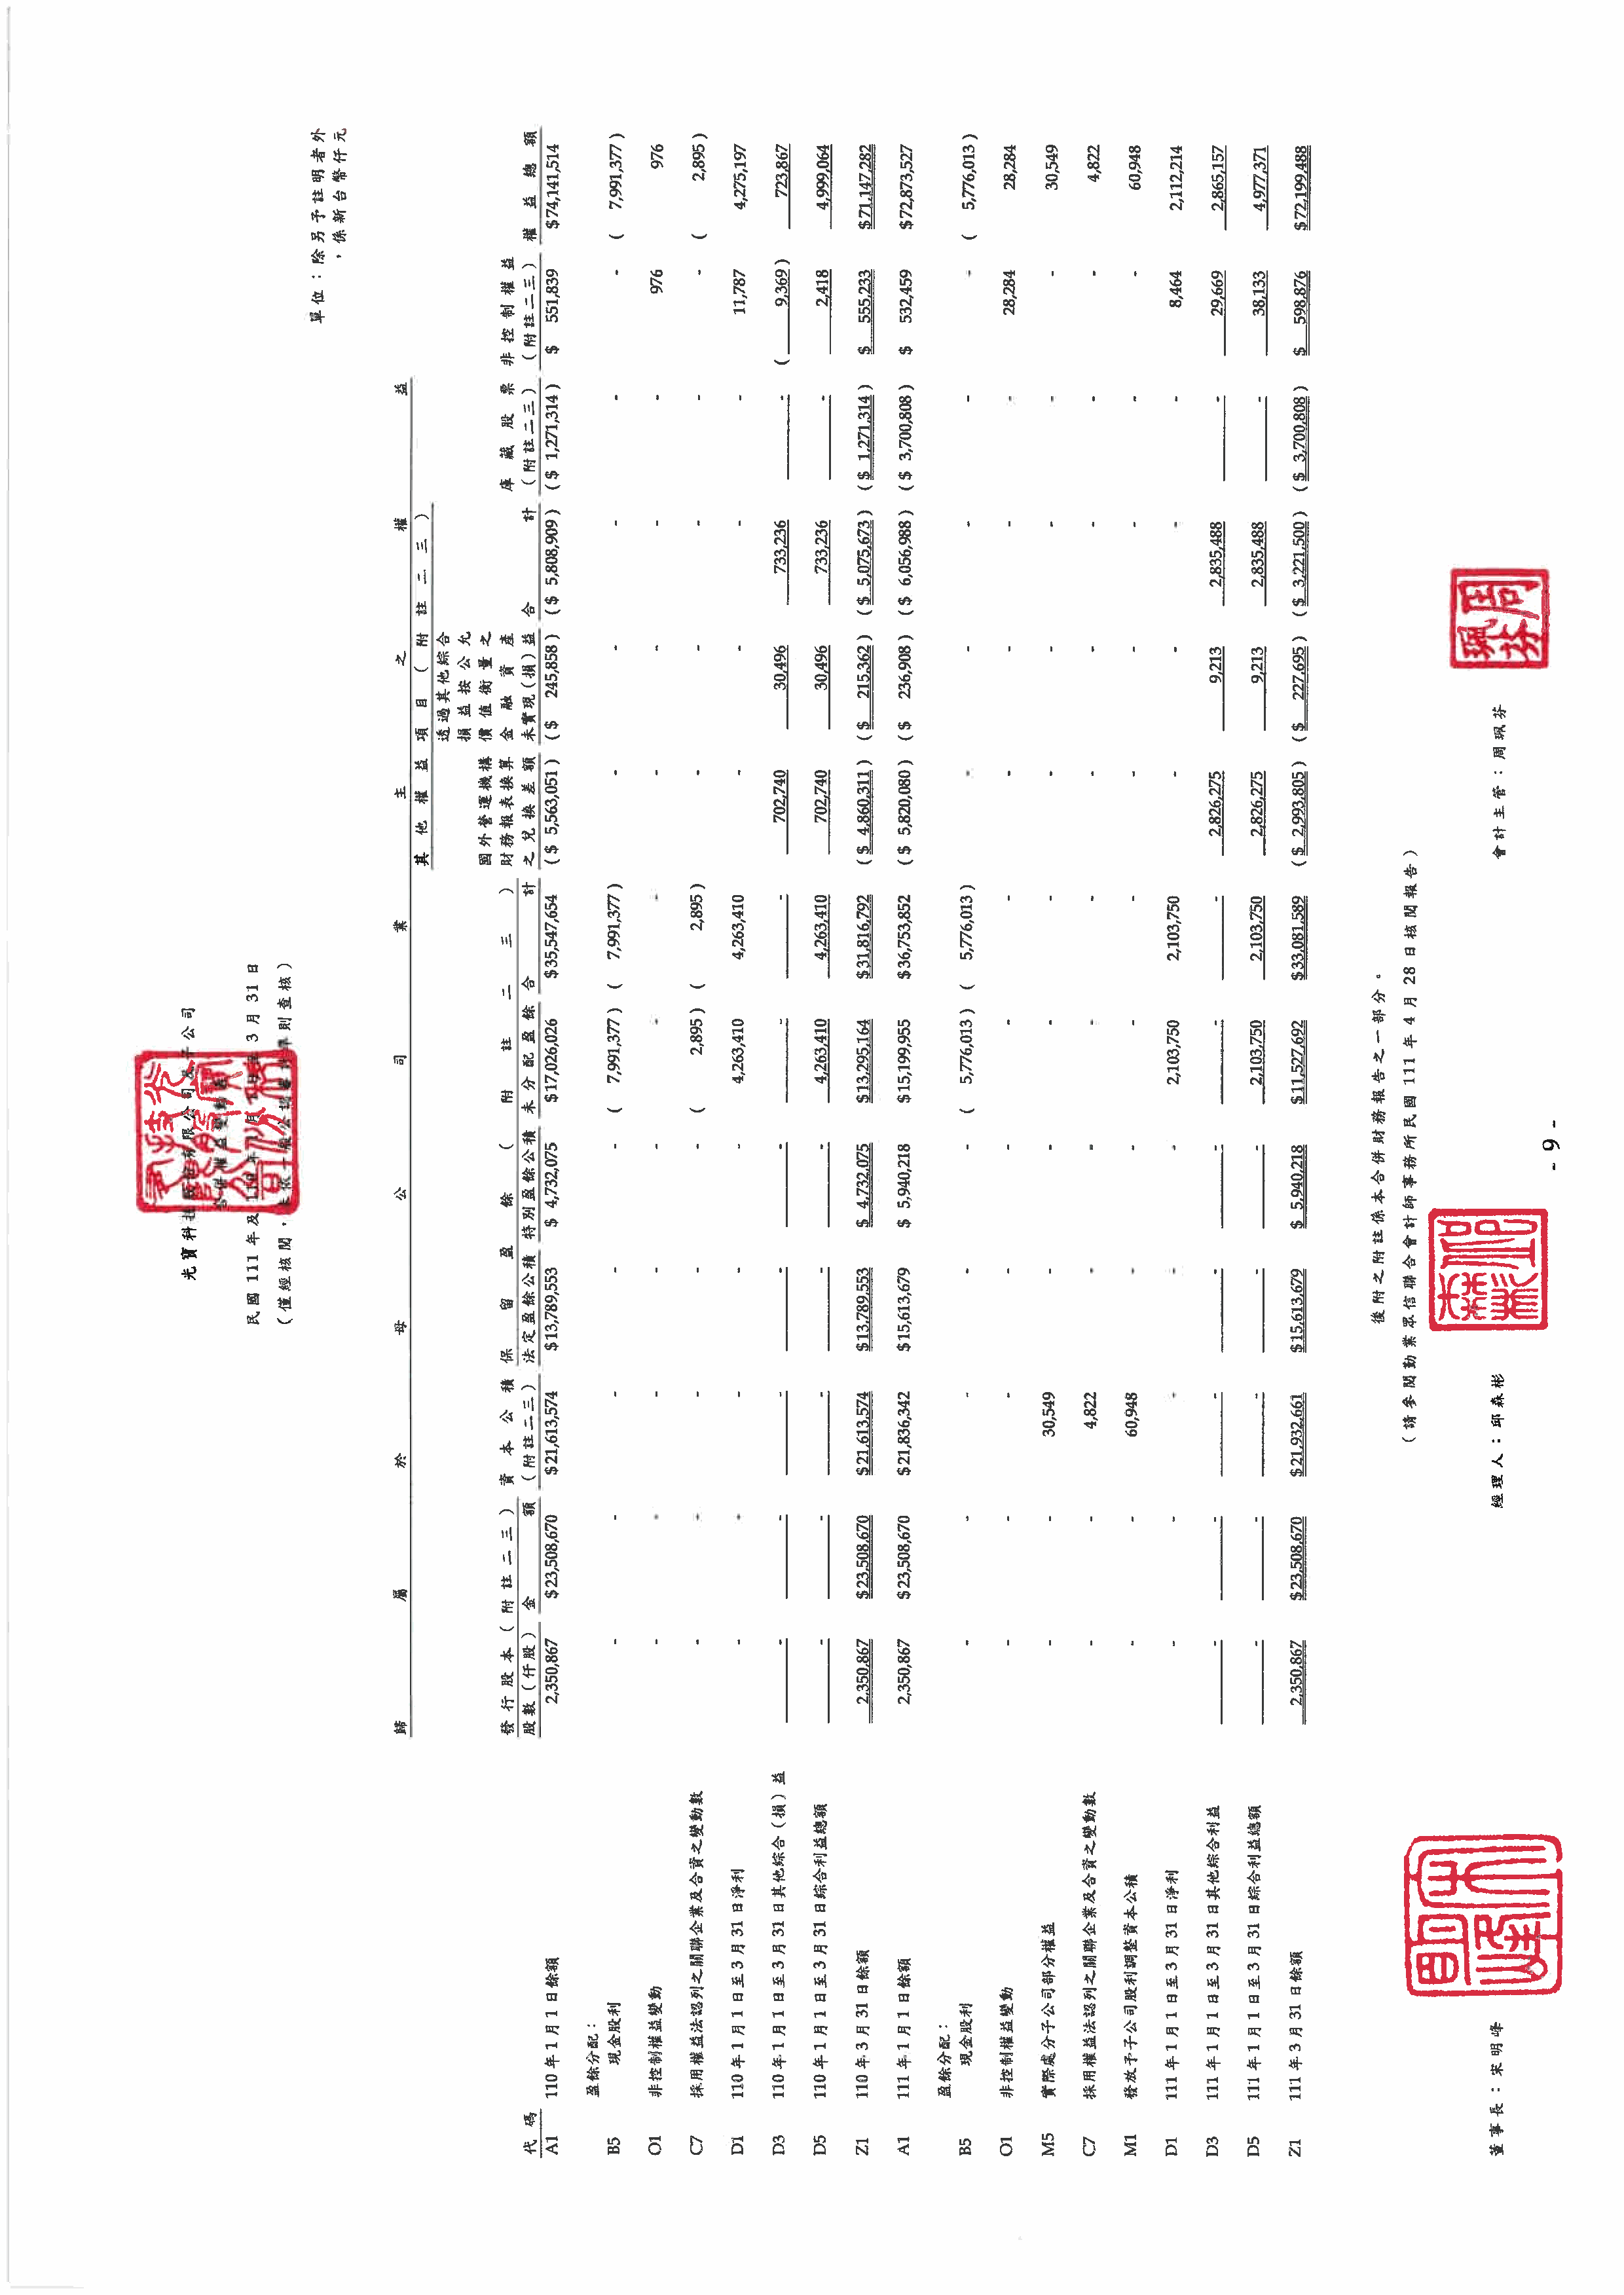 光寶科技股份有限公司及子公司
合併權益變動表
民國 111 年及 110 年 1 月 1 日至 3 月 31 日
（僅經核閱，未依一般公認審計準則查核）
單位：除另予註明者外
，係新台幣仟元
歸 屬 於 母 公 司 業 主 之 權 益
其 他 權 益 項 目 （ 附 註 二 三 ）
透過其他綜合
損益按公允
國外營運機構 價值衡量之
發行股本（附註二三） 資本公積 保留盈餘（附註二三） 財務報表換算 金融資產 庫藏股票 非控制權益
代碼 股數（仟股） 金額 （附註二三） 法定盈餘公積 特別盈餘公積 未分配盈餘 合計 之兌換差額 未實現（損）益 合計 （附註二三） （附註二三） 權益總額
A1 110 年 1 月 1 日餘額 2,350,867 $23,508,670 $21,613,574 $13,789,553 $ 4,732,075 $17,026,026 $35,547,654 ($ 5,563,051) ($ 245,858) ($ 5,808,909) ($ 1,271,314) $ 551,839 $74,141,514
盈餘分配：
B5 現金股利 - - - - - ( 7,991,377) ( 7,991,377) - - - - - ( 7,991,377)
O1 非控制權益變動 - - - - - - - - - - - 976 976
C7 採用權益法認列之關聯企業及合資之變動數 - - - - - ( 2,895) ( 2,895) - - - - - ( 2,895)
D1 110 年 1 月 1 日至 3 月 31 日淨利 - - - - - 4,263,410 4,263,410 - - - - 11,787 4,275,197
D3 110 年 1 月 1 日至 3 月 31 日其他綜合（損）益 - - - - - - - 702,740 30,496 733,236 - ( 9,369) 723,867
D5 110 年 1 月 1 日至 3 月 31 日綜合利益總額 - - - - - 4,263,410 4,263,410 702,740 30,496 733,236 - 2,418 4,999,064
Z1 110 年 3 月 31 日餘額 2,350,867 $23,508,670 $21,613,574 $13,789,553 $ 4,732,075 $13,295,164 $31,816,792 ($ 4,860,311) ($ 215,362) ($ 5,075,673) ($ 1,271,314) $ 555,233 $71,147,282
A1 111 年 1 月 1 日餘額 2,350,867 $23,508,670 $21,836,342 $15,613,679 $ 5,940,218 $15,199,955 $36,753,852 ($ 5,820,080) ($ 236,908) ($ 6,056,988) ($ 3,700,808) $ 532,459 $72,873,527
盈餘分配：
B5 現金股利 - - - - - ( 5,776,013) ( 5,776,013) - - - - - ( 5,776,013)
O1 非控制權益變動 - - - - - - - - - - - 28,284 28,284
M5 實際處分子公司部分權益 - - 30,549 - - - - - - - - - 30,549
C7 採用權益法認列之關聯企業及合資之變動數 - - 4,822 - - - - - - - - - 4,822
M1 發放予子公司股利調整資本公積 - - 60,948 - - - - - - - - - 60,948
D1 111 年 1 月 1 日至 3 月 31 日淨利 - - - - - 2,103,750 2,103,750 - - - - 8,464 2,112,214
D3 111 年 1 月 1 日至 3 月 31 日其他綜合利益 - - - - - - - 2,826,275 9,213 2,835,488 - 29,669 2,865,157
D5 111 年 1 月 1 日至 3 月 31 日綜合利益總額 - - - - - 2,103,750 2,103,750 2,826,275 9,213 2,835,488 - 38,133 4,977,371
Z1 111 年 3 月 31 日餘額 2,350,867 $23,508,670 $21,932,661 $15,613,679 $ 5,940,218 $11,527,692 $33,081,589 ($ 2,993,805) ($ 227,695) ($ 3,221,500) ($ 3,700,808) $ 598,876 $72,199,488
後附之附註係本合併財務報告之一部分。
（請參閱勤業眾信聯合會計師事務所民國 111 年 4 月 28 日核閱報告）
董事長：宋明峰 經理人：邱森彬 會計主管：周珮芬
- 9 -